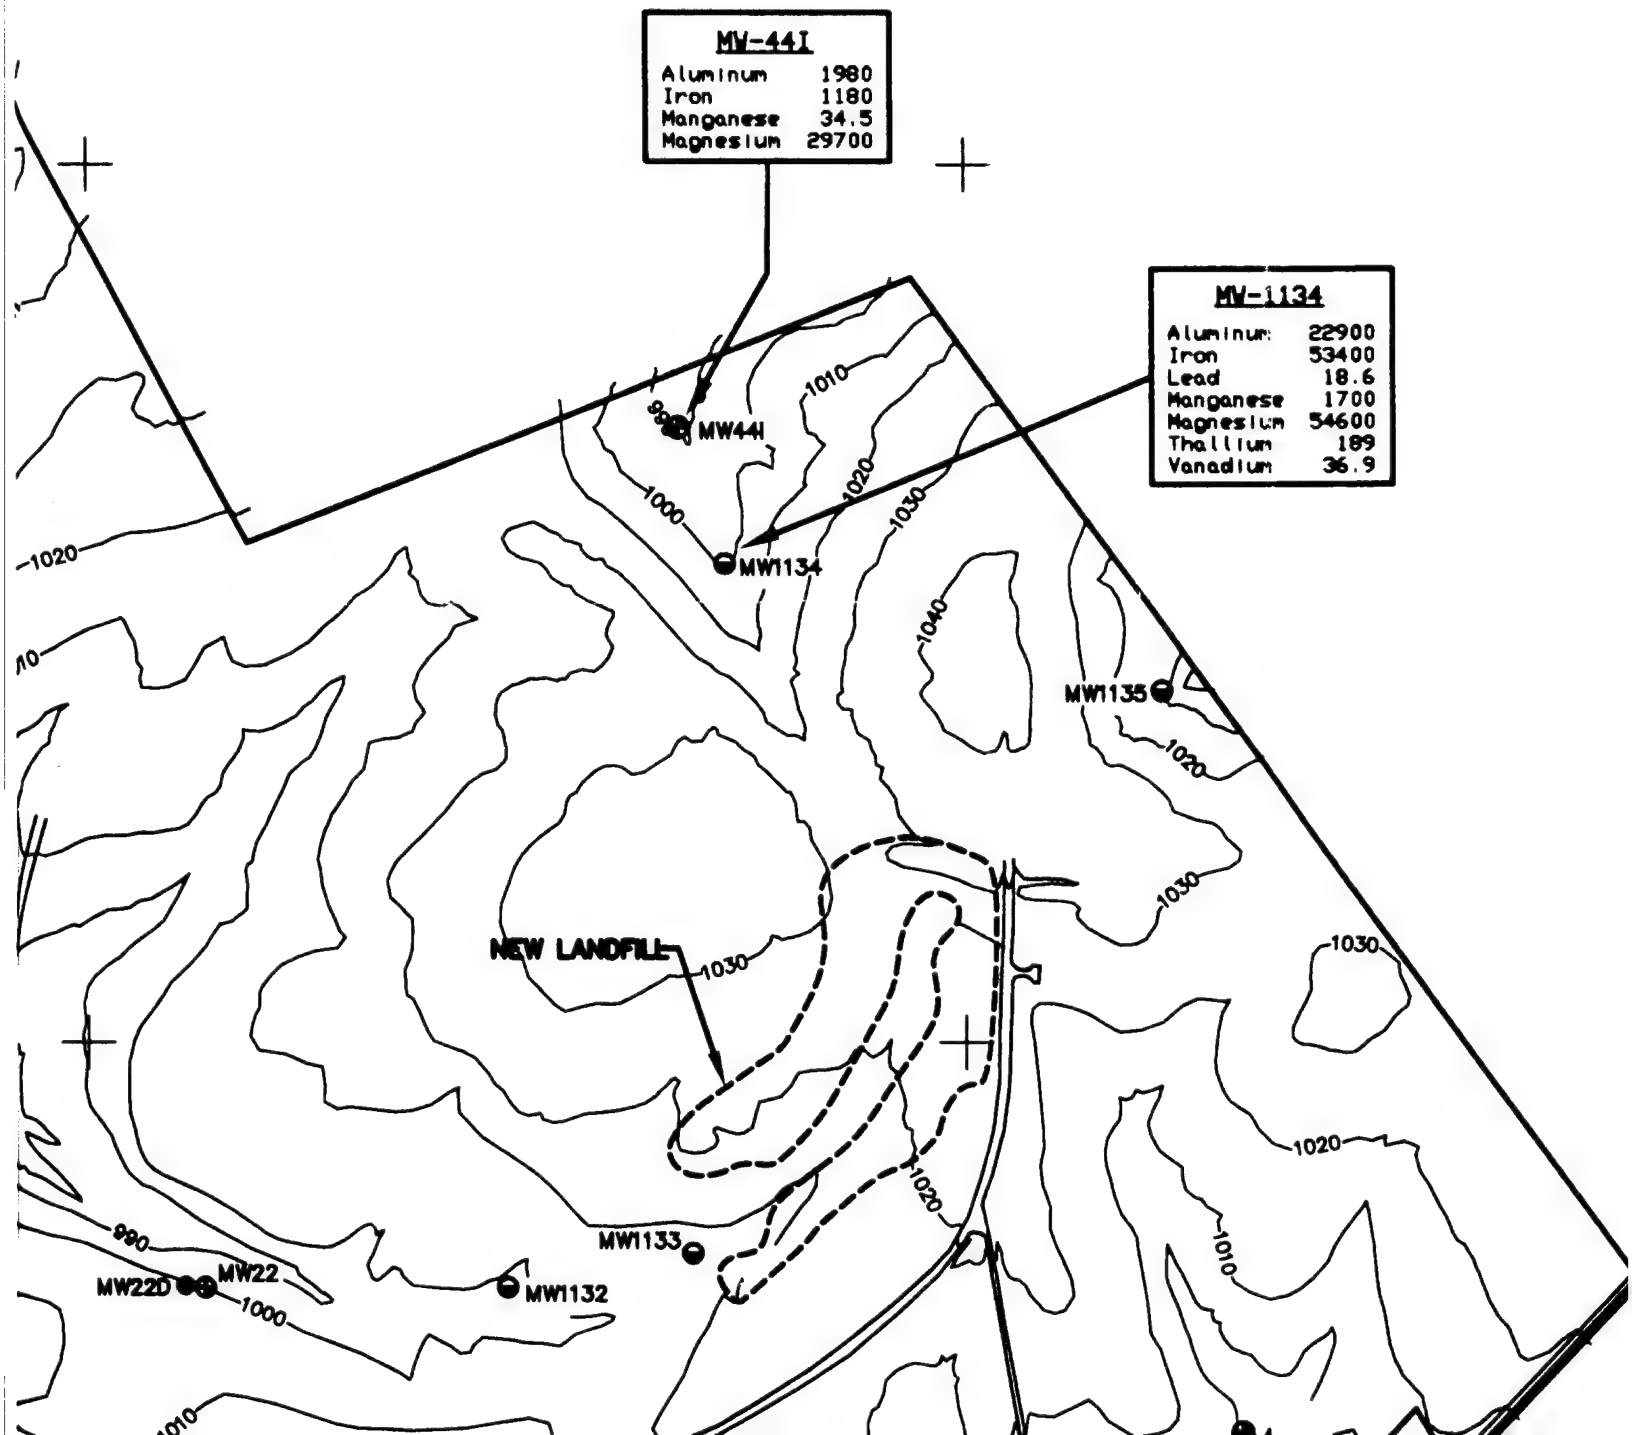 MW-44I
Aluminum 1980
Iron 1180
Manganese 34.5
Magnesium 29700
MW-1134
Aluminum 22900
Iron 53400
Lead 18.6
Manganese 1700
Magnesium 54600
Thallium 189
Vanadium 36.9
1010
MW44I
1020
1000
1030
1020
MW1134
1040
MW1135
1020
1030
NEW LANDFILL
1030
1030
1020
1020
990
MW1133
1010
MW22D
MW22
MW1132
1000
1010